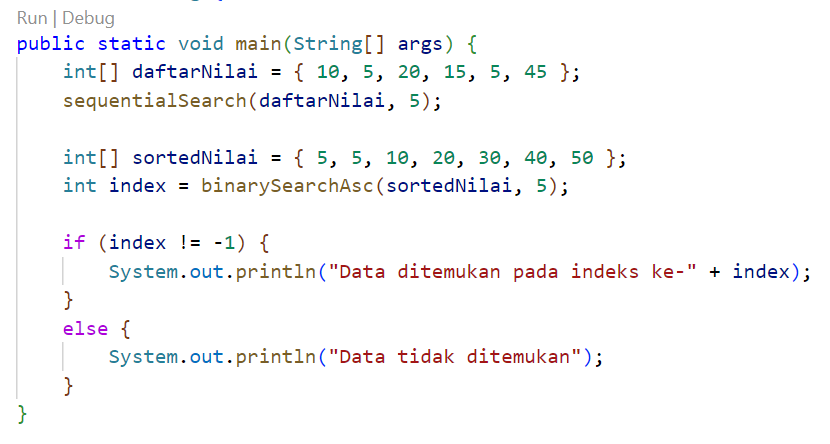 Run | Debug
public static void main(String[] args) {
    int[] daftarNilai = { 10, 5, 20, 15, 5, 45 };
    sequentialSearch(daftarNilai, 5);

    int[] sortedNilai = { 5, 5, 10, 20, 30, 40, 50 };
    int index = binarySearchAsc(sortedNilai, 5);

    if (index != -1) {
        System.out.println("Data ditemukan pada indeks ke-" + index);
    }
    else {
        System.out.println("Data tidak ditemukan");
    }
}